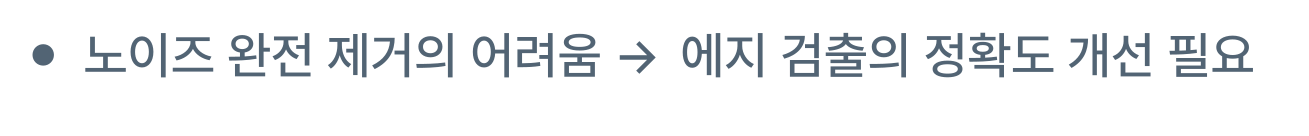 • 노이즈 완전 제거의 어려움 → 에지 검출의 정확도 개선 필요